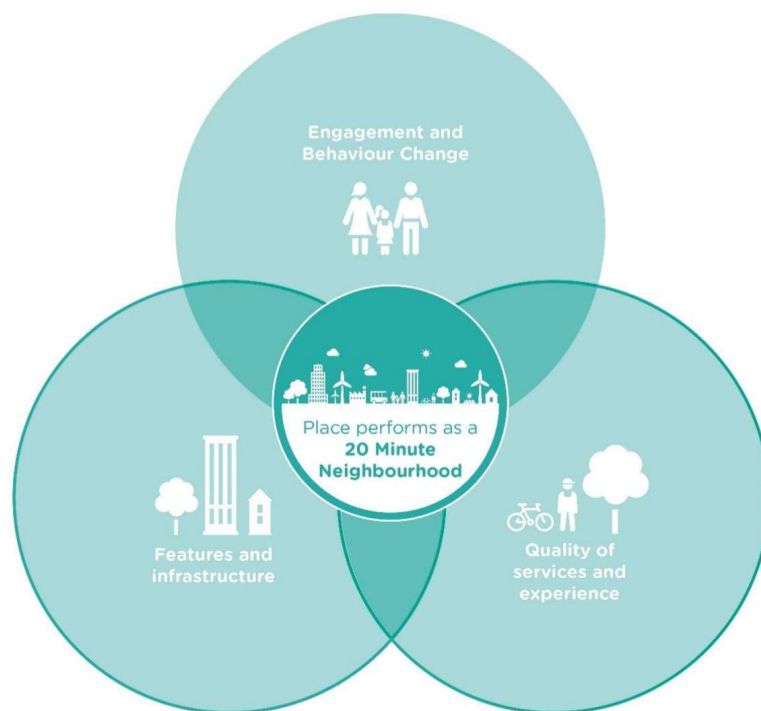 Engagement and
Behaviour Change
Place performs as a
20 Minute
Neighbourhood
Features and
infrastructure
Quality of
services and
experience